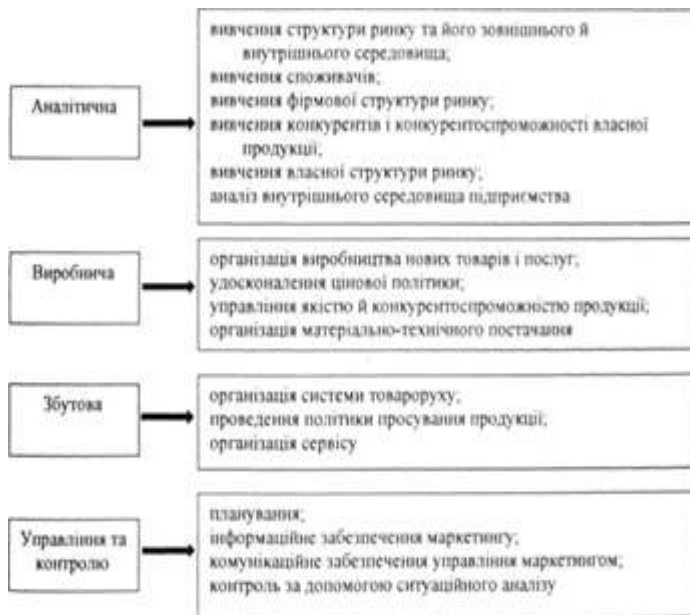 Аналітична
вивчення структури ринку та його зовнішнього й
внутрішнього середовища;
вивчення споживачів;
вивчення фірмової структури ринку;
вивчення конкурентів і конкурентоспроможності власної
продукції;
вивчення власної структури ринку;
аналіз внутрішнього середовища підприємства
Виробнича
організація виробництва нових товарів і послуг;
удосконалення цінової політики;
управління якістю й конкурентоспроможністю продукції;
організація матеріально-технічного постачання
Збутова
організація системи товароруху;
проведення політики просування продукції;
організація сервісу
Управління та
контролю
планування;
інформаційне забезпечення маркетингу;
комунікаційне забезпечення управління маркетингом;
контроль за допомогою ситуаційного аналізу